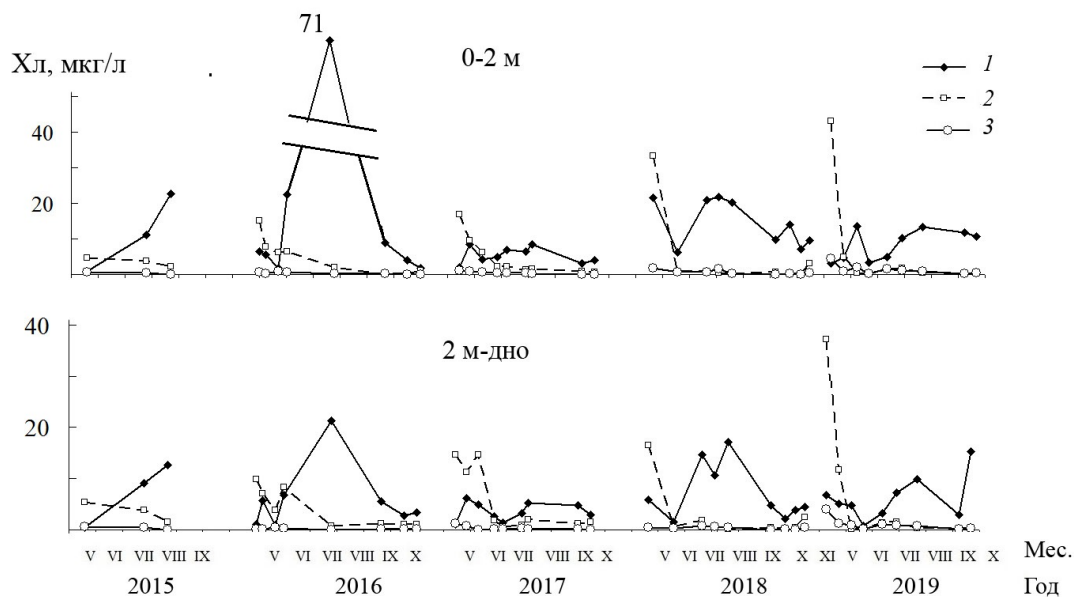 71
Хл, мкг/л
0-2 м
1
2
3
40
20
40
2 м-дно
20
V VI VII VIII IX V VI VII VIII IX X V VI VII VIII IX X V VI VII VIII IX X XI V VI VII VIII IX X Мес.
2015 2016 2017 2018 2019 Год